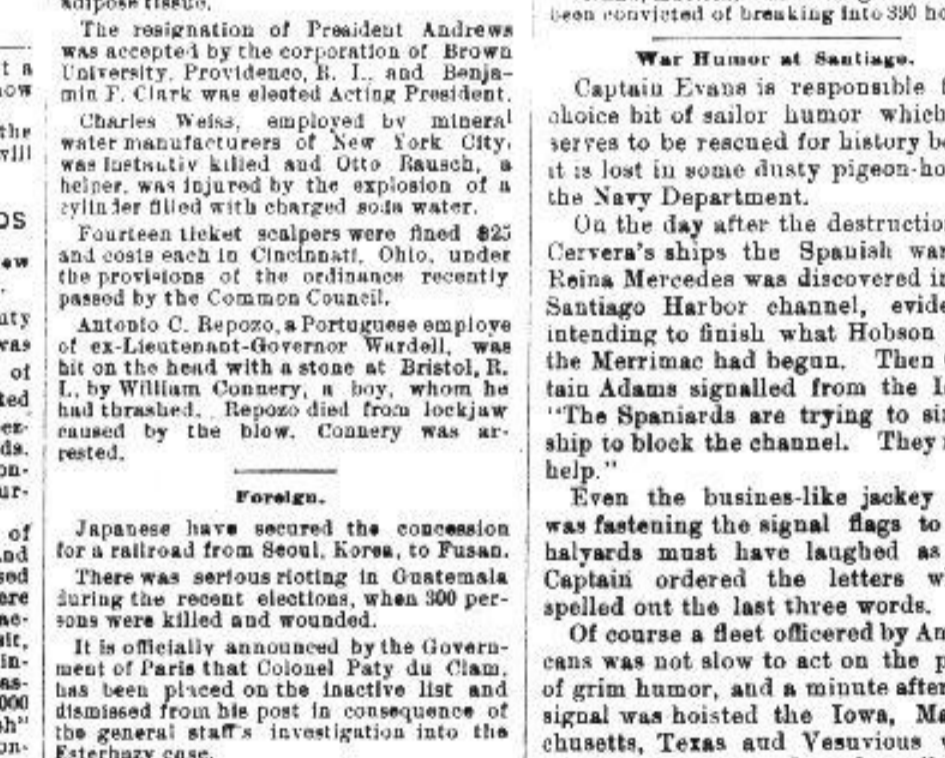 adipose tissue.
The resignation of President Andrews
was accepted by the corporation of Brown
University, Providence, R. I., and Benja-
min F. Clark was elected Acting President.
Charles Weiss, employed by mineral
water manufacturers of New York City,
was instantly killed and Otto Rausch, a
helper, was injured by the explosion of a
cylinder filled with charged soda water.
Fourteen ticket scalpers were fined $25
and costs each in Cincinnati, Ohio, under
the provisions of the ordinance recently
passed by the Common Council.
Antonio C. Repozo, a Portuguese employe
of ex-Lieutenant-Governor Wardell, was
hit on the head with a stone at Bristol, R.
I., by William Connery, a boy, whom he
had thrashed. Repozo died from lockjaw
caused by the blow. Connery was ar-
rested.
Foreign.
Japanese have secured the concession
for a railroad from Seoul, Korea, to Fusan.
There was serious rioting in Guatemala
during the recent elections, when 300 per-
sons were killed and wounded.
It is officially announced by the Govern-
ment of Paris that Colonel Paty du Clam,
has been placed on the inactive list and
dismissed from his post in consequence of
the general staff's investigation into the
Esterhazy case.
been convicted of breaking into 390 ho
War Humor at Santiago.
Captain Evans is responsible
choice bit of sailor humor which
serves to be rescued for history be
it is lost in some dusty pigeon-ho
the Navy Department.
On the day after the destructio
Cervera's ships the Spanish war
Reina Mercedes was discovered in
Santiago Harbor channel, evide
intending to finish what Hobson
the Merrimac had begun. Then
tain Adams signalled from the I
"The Spaniards are trying to si
ship to block the channel. They
help."
Even the busines-like jackey
was fastening the signal flags to
halyards must have laughed as
Captain ordered the letters w
spelled out the last three words.
Of course a fleet officered by Am
cans was not slow to act on the p
of grim humor, and a minute after
signal was hoisted the Iowa, Ma
chusetts, Texas and Vesuvious